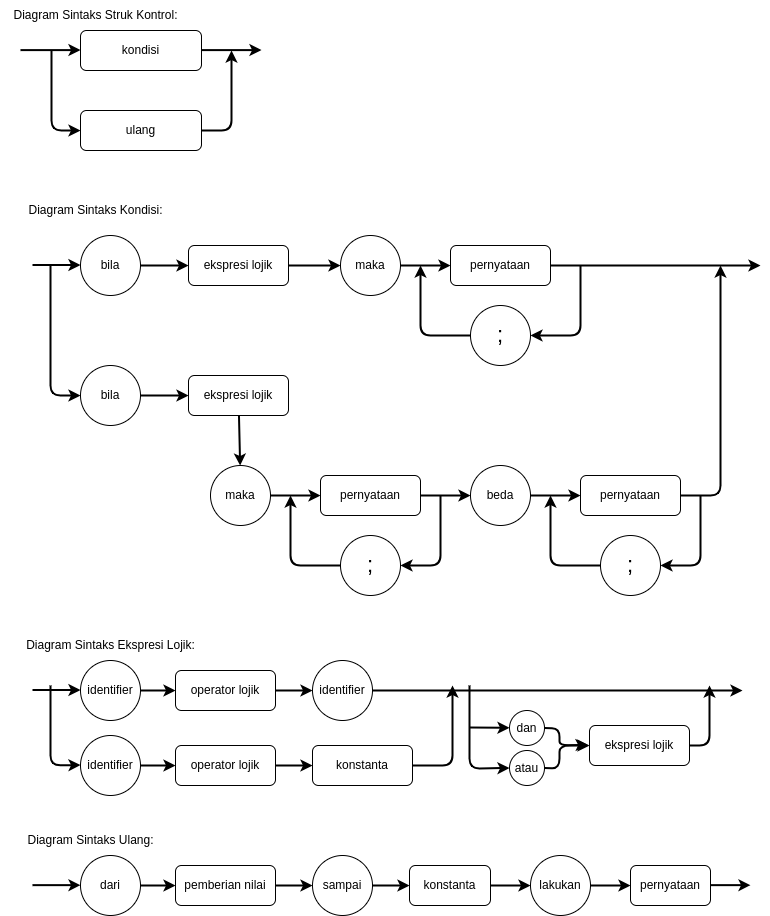 Diagram Sintaks Struk Kontrol:
kondisi
ulang
Diagram Sintaks Kondisi:
bila ekspresi lojik maka pernyataan
;
bila ekspresi lojik
maka pernyataan beda pernyataan
; ;
Diagram Sintaks Ekspresi Lojik:
identifier operator lojik identifier
dan
ekspresi lojik
identifier operator lojik konstanta atau
Diagram Sintaks Ulang:
dari pemberian nilai sampai konstanta lakukan pernyataan